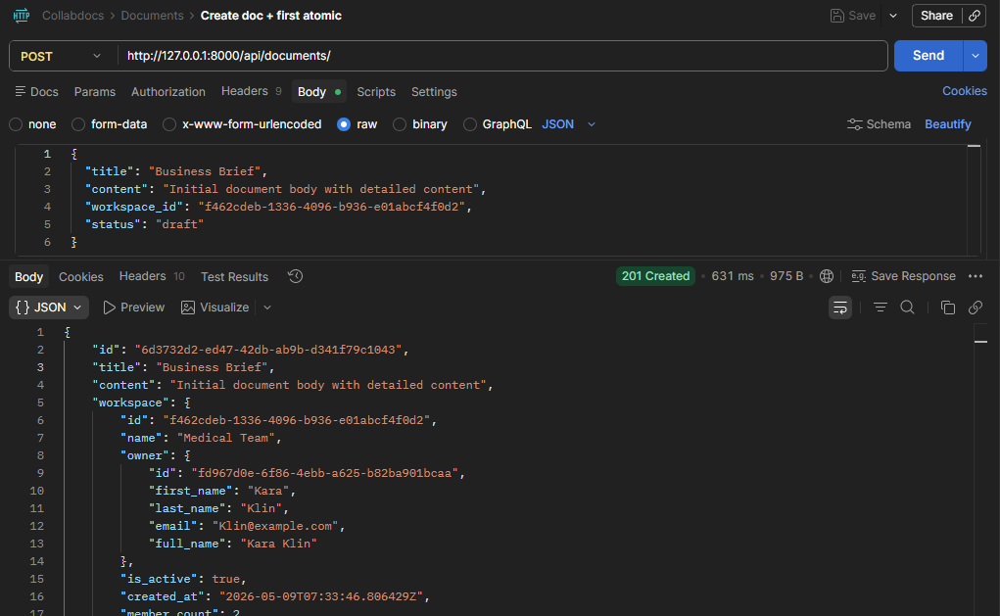 HTTP Collabdocs > Documents > Create doc + first atomic Save Share
POST http://127.0.0.1:8000/api/documents/ Send
Docs Params Authorization Headers 9 Body Scripts Settings Cookies
none form-data x-www-form-urlencoded raw binary GraphQL JSON Schema Beautify
1 {
2 "title": "Business Brief",
3 "content": "Initial document body with detailed content",
4 "workspace_id": "f462cdeb-1336-4096-b936-e01abcf4f0d2",
5 "status": "draft"
6 }
Body Cookies Headers 10 Test Results 201 Created • 631 ms • 975 B e.g. Save Response
{} JSON Preview Visualize
1 {
2 "id": "6d3732d2-ed47-42db-ab9b-d341f79c1043",
3 "title": "Business Brief",
4 "content": "Initial document body with detailed content",
5 "workspace": {
6 "id": "f462cdeb-1336-4096-b936-e01abcf4f0d2",
7 "name": "Medical Team",
8 "owner": {
9 "id": "fd967d0e-6f86-4ebb-a625-b82ba901bcaa",
10 "first_name": "Kara",
11 "last_name": "Klin",
12 "email": "Klin@example.com",
13 "full_name": "Kara Klin"
14 },
15 "is_active": true,
16 "created_at": "2026-05-09T07:33:46.806429Z",
17 "member_count": 2,